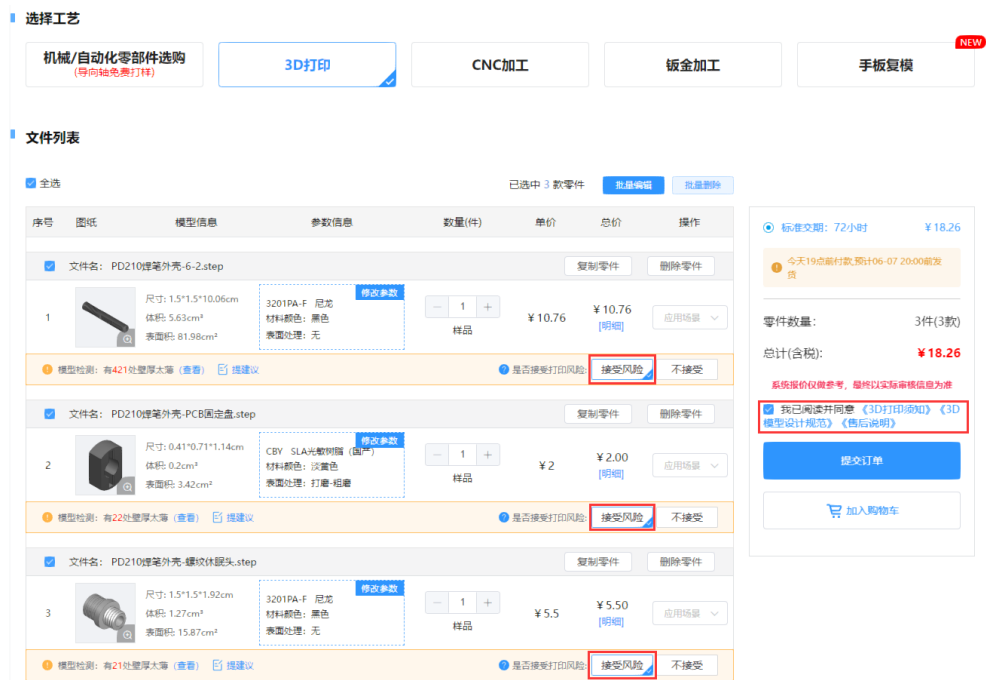 选择工艺
NEW
机械/自动化零部件选购
(导向轴免费打样)
3D打印
CNC加工
钣金加工
手板复模
文件列表
全选
已选中 3 款零件
批量编辑
批量删除
序号 图纸 模型信息 参数信息 数量(件) 单价 总价 操作
文件名: PD210焊笔外壳-6-2.step
复制零件
删除零件
1
尺寸: 1.5*1.5*10.06cm
体积: 5.63cm³
表面积: 81.98cm²
修改参数
3201PA-F 尼龙
材料颜色: 黑色
表面处理: 无
1
样品
¥ 10.76
¥ 10.76
[明细]
应用场景
模型检测: 有421处壁厚太薄 (查看) 提建议
是否接受打印风险: 接受风险 不接受
文件名: PD210焊笔外壳-PCB固定盘.step
复制零件
删除零件
2
尺寸: 0.41*0.71*1.14cm
体积: 0.2cm³
表面积: 3.42cm²
修改参数
CBY SLA光敏树脂 (国产)
材料颜色: 淡黄色
表面处理: 打磨-粗磨
1
样品
¥ 2
¥ 2.00
[明细]
应用场景
模型检测: 有22处壁厚太薄 (查看) 提建议
是否接受打印风险: 接受风险 不接受
文件名: PD210焊笔外壳-螺纹休眠头.step
复制零件
删除零件
3
尺寸: 1.5*1.5*1.92cm
体积: 1.27cm³
表面积: 15.87cm²
修改参数
3201PA-F 尼龙
材料颜色: 黑色
表面处理: 无
1
样品
¥ 5.5
¥ 5.50
[明细]
应用场景
模型检测: 有21处壁厚太薄 (查看) 提建议
是否接受打印风险: 接受风险 不接受
标准交期: 72小时 ¥ 18.26
今天19点前付款,预计06-07 20:00前发
货
零件数量: 3件(3款)
总计(含税): ¥ 18.26
系统报价仅做参考, 最终以实际审核信息为准
我已阅读并同意 《3D打印须知》《3D
模型设计规范》《售后说明》
提交订单
加入购物车